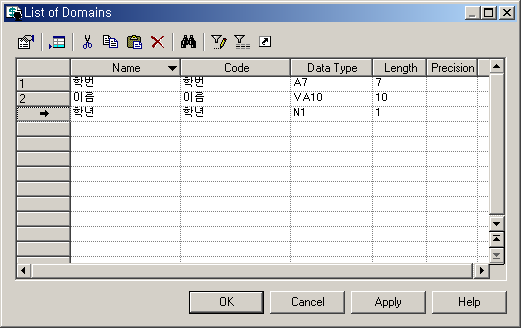 List of Domains
Name Code Data Type Length Precision
1 학번 학번 A7 7
2 이름 이름 VA10 10
학년 학년 N1 1
OK Cancel Apply Help